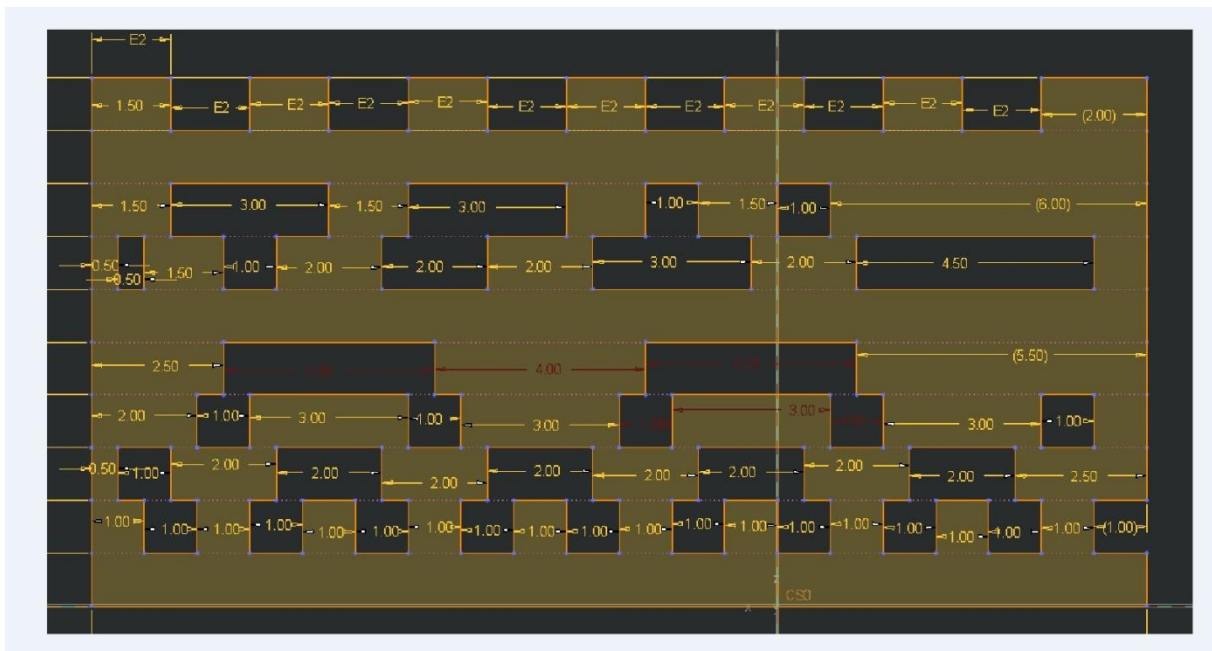 E2
1.50 E2 E2 E2 E2 E2 E2 E2 E2 E2 E2 E2 (2.00)
1.50 3.00 1.50 3.00 1.00 1.50 1.00 (6.00)
0.50 0.50 1.50 1.00 2.00 2.00 2.00 3.00 2.00 4.50
2.50 4.00 (5.50)
2.00 1.00 3.00 1.00 3.00 3.00 3.00 1.00
0.50 1.00 2.00 2.00 2.00 2.00 2.00 2.00 2.00 2.00 2.50
1.00 1.00 1.00 1.00 1.00 1.00 1.00 1.00 1.00 1.00 1.00 1.00 1.00 1.00 1.00 1.00 1.00 1.00 1.00 (1.00)
Z
CS0
X